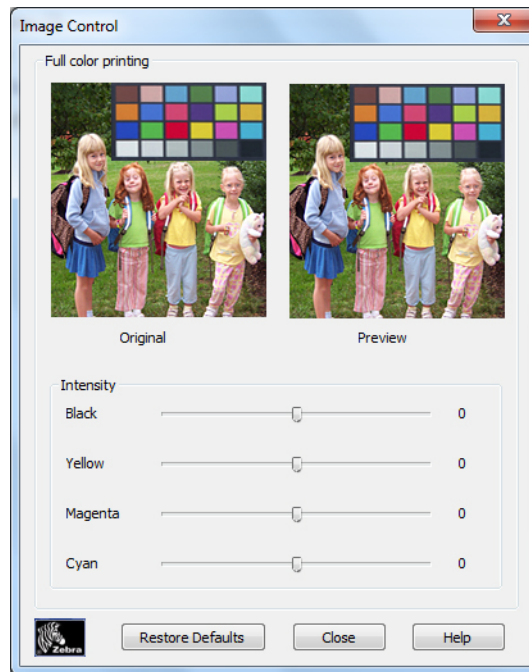 Image Control
Full color printing
Original
Preview
Intensity
Black 0
Yellow 0
Magenta 0
Cyan 0
Zebra
Restore Defaults
Close
Help